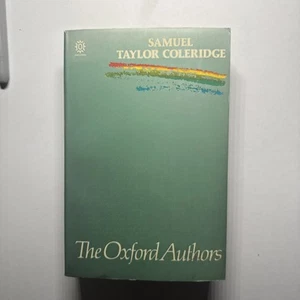 SAMUEL
TAYLOR COLERIDGE
The Oxford Authors